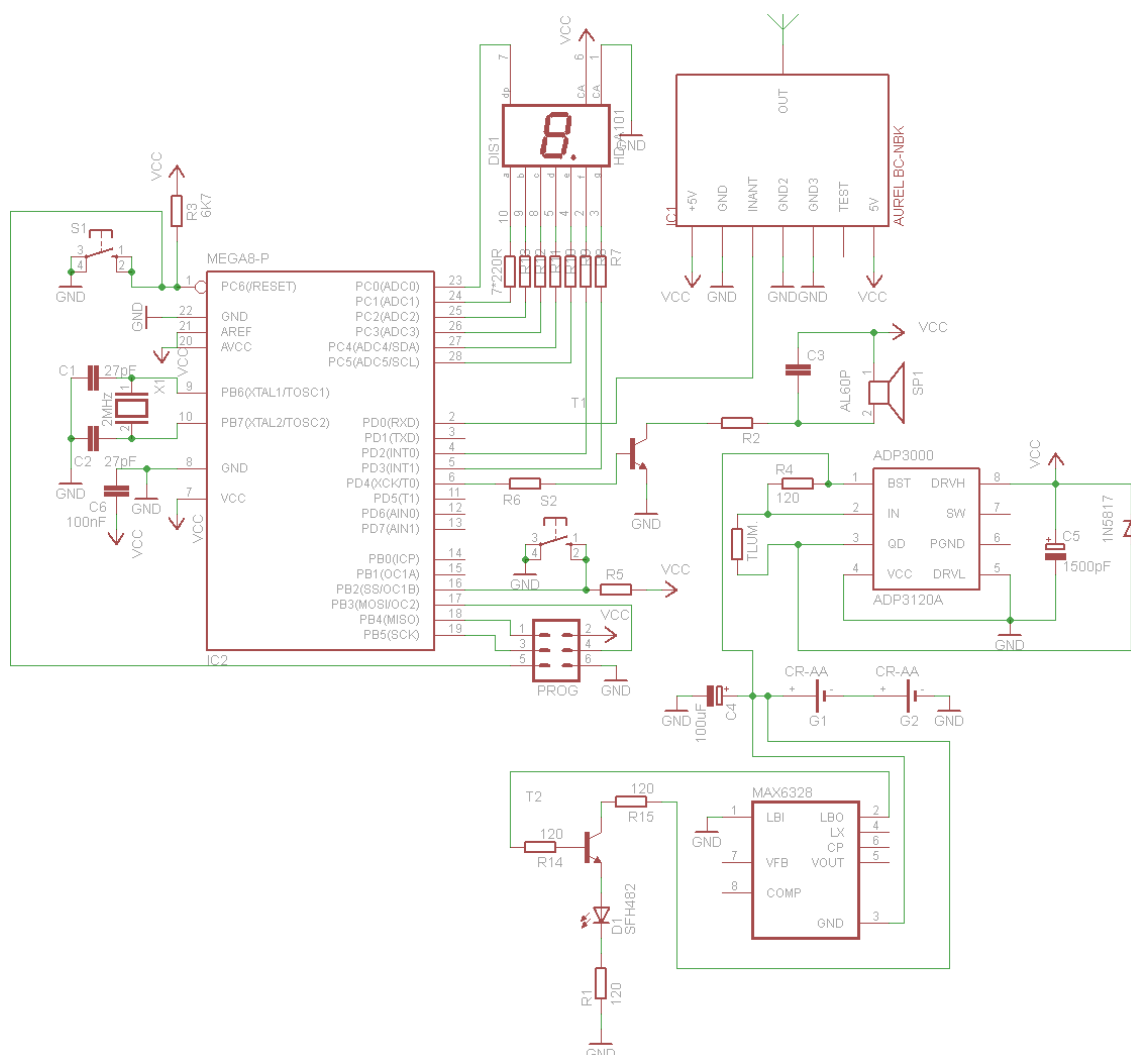 VCC
7
6
1
dp
CA
CA
DIS1
HD-A101
GND
a
b
c
d
e
f
g
10
9
8
5
4
2
3
7*220R
R13
R12
R11
R10
R9
R8
R7
OUT
+5V
GND
INANT
GND2
GND3
TEST
5V
IC1
AUREL BC-NBK
VCC
GND
GND
GND
VCC
VCC
R3
6K7
S1
3
4
1
2
GND
MEGA8-P
1
PC6(/RESET)
22
GND
GND
21
AREF
20
AVCC
VCC
9
PB6(XTAL1/TOSC1)
10
PB7(XTAL2/TOSC2)
8
GND
7
VCC
PC0(ADC0)
23
PC1(ADC1)
24
PC2(ADC2)
25
PC3(ADC3)
26
PC4(ADC4/SDA)
27
PC5(ADC5/SCL)
28
PD0(RXD)
2
PD1(TXD)
3
PD2(INT0)
4
PD3(INT1)
5
PD4(XCK/T0)
6
PD5(T1)
11
PD6(AIN0)
12
PD7(AIN1)
13
PB0(ICP)
14
PB1(OC1A)
15
PB2(SS/OC1B)
16
PB3(MOSI/OC2)
17
PB4(MISO)
18
PB5(SCK)
19
IC2
C1
27pF
1
2
2MHZ
X1
C2
27pF
GND
C6
100nF
GND
VCC
VCC
T1
R6
R2
GND
C3
VCC
AL60P
1
2
SP1
S2
3
4
1
2
GND
R5
VCC
1
2
3
4
5
6
VCC
GND
PROG
ADP3000
R4
120
TLUM.
1
BST
2
IN
3
QD
4
VCC
DRVH
8
SW
7
PGND
6
DRVL
5
ADP3120A
VCC
C5
1500pF
+
1N5817
GND
GND
100uF
C4
+
CR-AA
+
-
G1
CR-AA
+
-
G2
GND
T2
120
R14
120
R15
D1
SFH482
R1
120
GND
MAX6328
1
LBI
GND
7
VFB
8
COMP
LBO
2
LX
4
CP
6
VOUT
5
GND
3